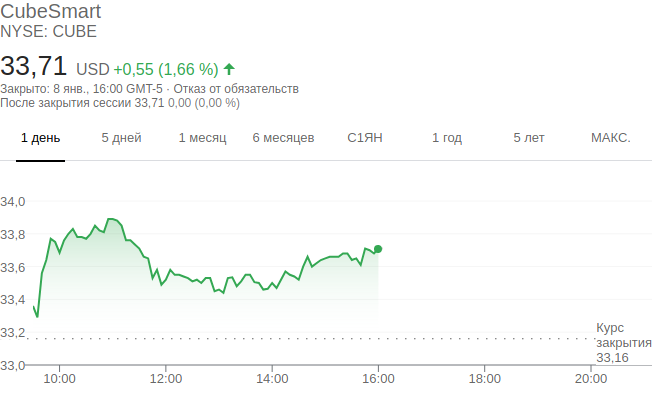 CubeSmart
NYSE: CUBE
33,71 USD +0,55 (1,66 %)
Закрыто: 8 янв., 16:00 GMT-5 · Отказ от обязательств
После закрытия сессии 33,71 0,00 (0,00 %)
1 день 5 дней 1 месяц 6 месяцев С1ЯН 1 год 5 лет МАКС.
34,0
33,8
33,6
33,4
33,2
Курс
закрытия
33,16
33,0
10:00 12:00 14:00 16:00 18:00 20:00